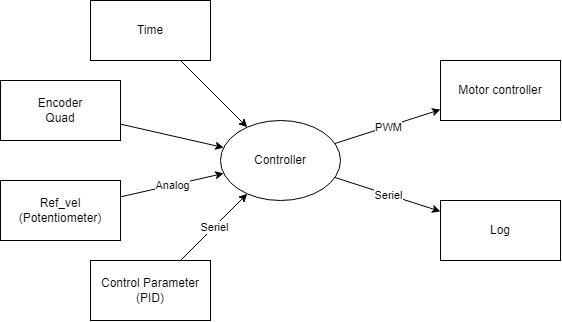 Time
Encoder
Quad
Motor controller
PWM
Controller
Analog
Ref_vel
(Potentiometer)
Seriel
Seriel
Log
Control Parameter
(PID)